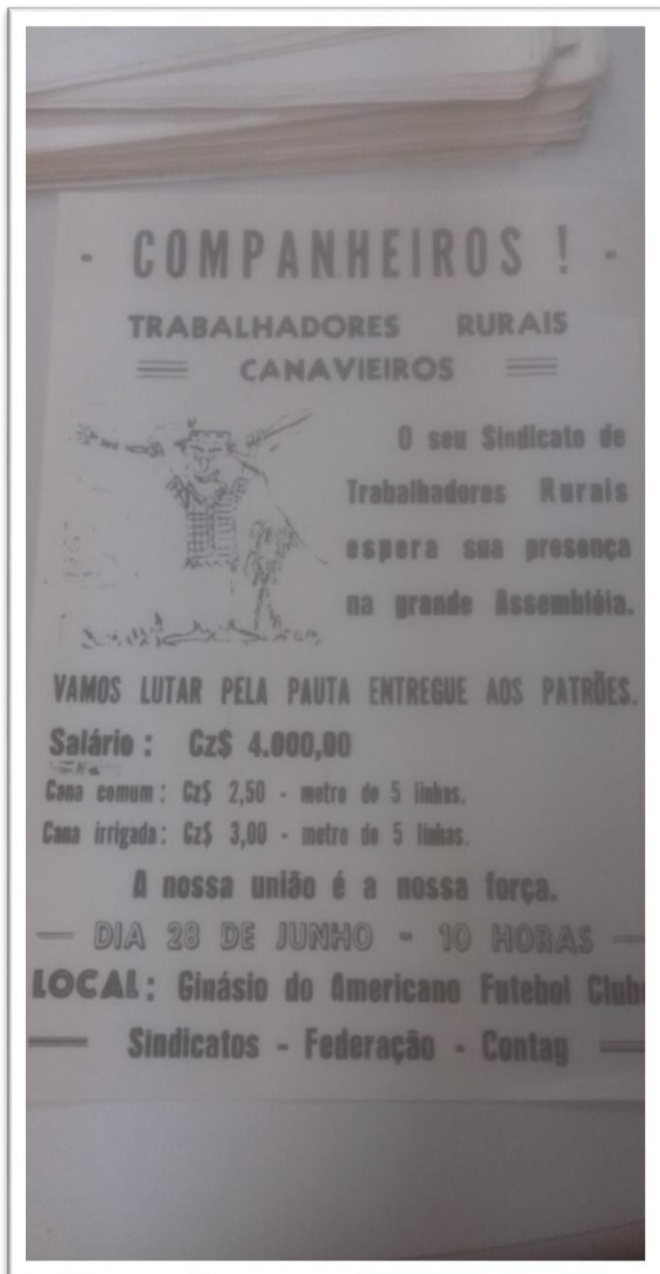 - COMPANHEIROS ! -
TRABALHADORES RURAIS
CANAVIEIROS
O seu Sindicato de
Trabalhadores Rurais
espera sua presença
na grande Assembléia.
VAMOS LUTAR PELA PAUTA ENTREGUE AOS PATRÕES.
Salário : Cz$ 4.000,00
Cana comum : Cz$ 2,50 - metro de 5 linhas.
Cana irrigada : Cz$ 3,00 - metro de 5 linhas.
A nossa união é a nossa força.
— DIA 28 DE JUNHO - 10 HORAS —
LOCAL : Ginásio do Americano Futebol Clube
Sindicatos - Federação - Contag